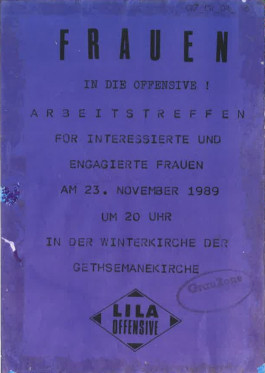 FRAUEN
IN DIE OFFENSIVE !
ARBEITSTREFFEN
FÜR INTERESSIERTE UND
ENGAGIERTE FRAUEN
AM 23. NOVEMBER 1989
UM 20 UHR
IN DER WINTERKIRCHE DER
GETHSEMANEKIRCHE
LILA
OFFENSIVE